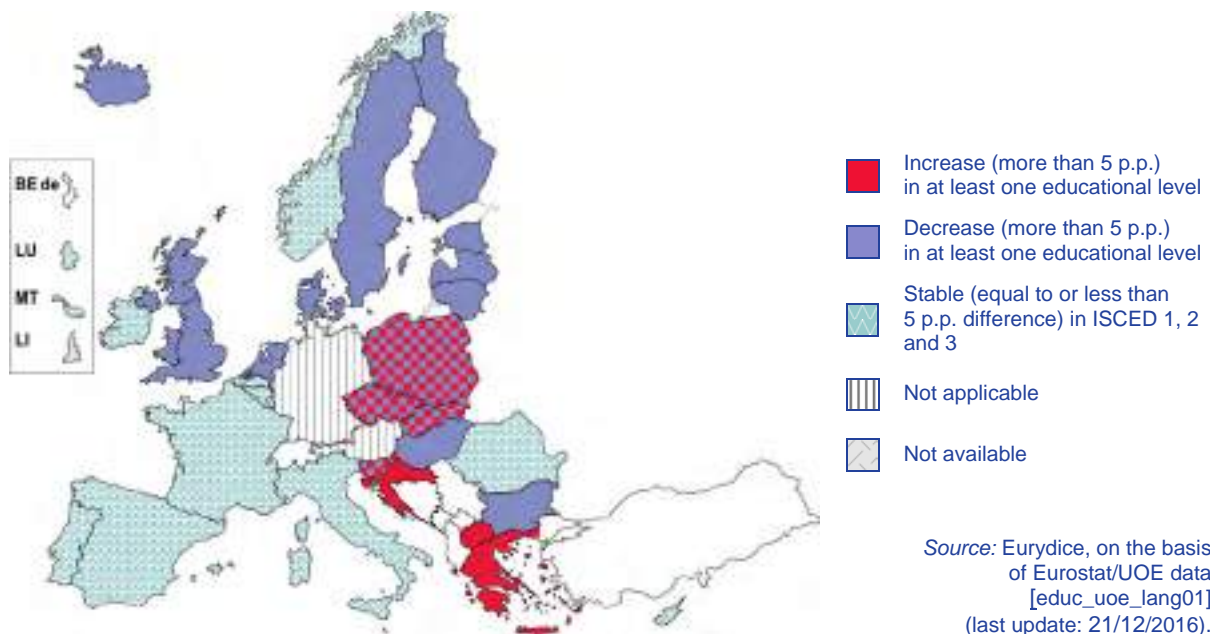 BE de
LU
MT
LI
Increase (more than 5 p.p.)
in at least one educational level
Decrease (more than 5 p.p.)
in at least one educational level
Stable (equal to or less than
5 p.p. difference) in ISCED 1, 2
and 3
Not applicable
Not available
Source: Eurydice, on the basis
of Eurostat/UOE data
[educ_uoe_lang01]
(last update: 21/12/2016).